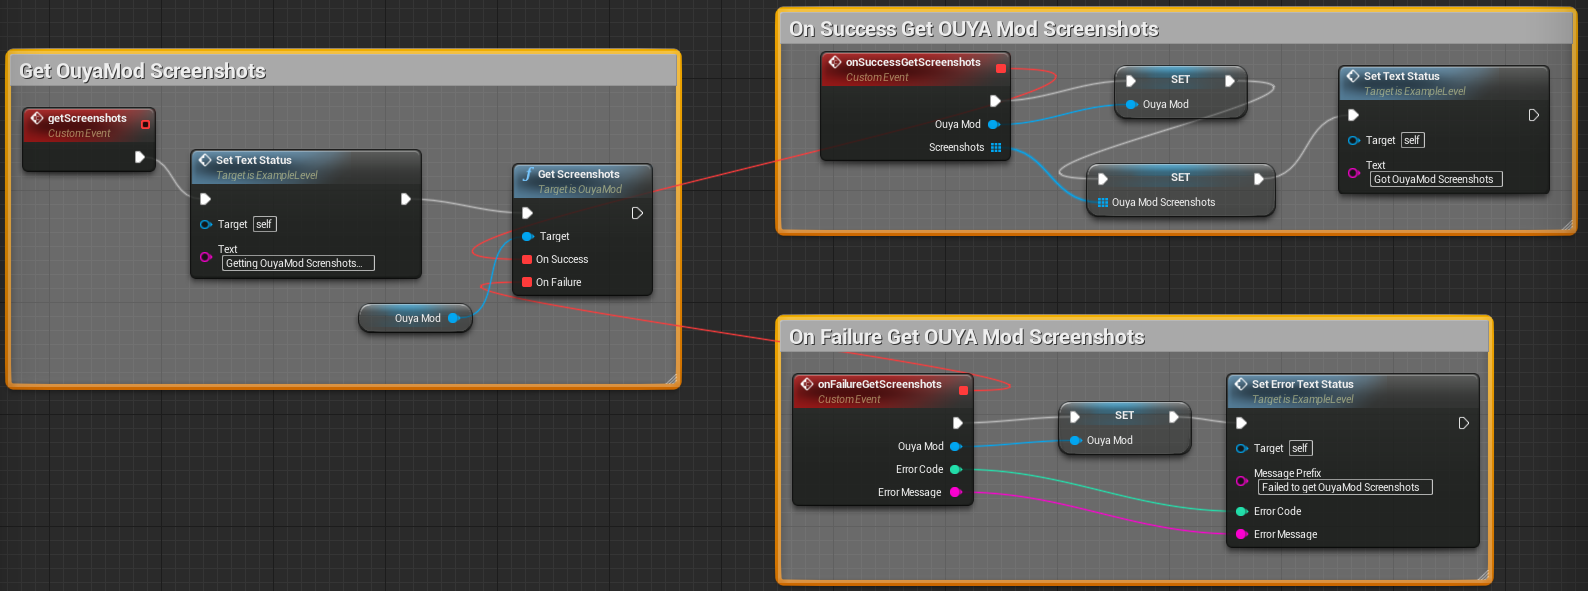 Get OuyaMod Screenshots
getScreenshots
Custom Event
Set Text Status
Target is ExampleLevel
Target self
Text
Getting OuyaMod Screnshots...
Ouya Mod
Get Screenshots
Target is OuyaMod
Target
On Success
On Failure
On Success Get OUYA Mod Screenshots
onSuccessGetScreenshots
Custom Event
Ouya Mod
Screenshots
SET
Ouya Mod
SET
Ouya Mod Screenshots
Set Text Status
Target is ExampleLevel
Target self
Text
Got OuyaMod Screenshots
On Failure Get OUYA Mod Screenshots
onFailureGetScreenshots
Custom Event
Ouya Mod
Error Code
Error Message
SET
Ouya Mod
Set Error Text Status
Target is ExampleLevel
Target self
Message Prefix
Failed to get OuyaMod Screenshots
Error Code
Error Message